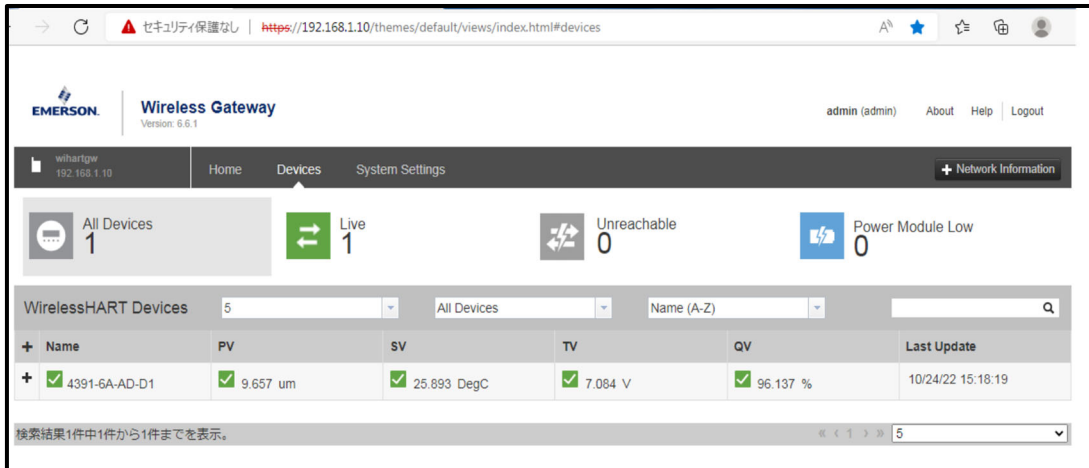 セキュリティ保護なし | https://192.168.1.10/themes/default/views/index.html#devices
EMERSON.
Wireless Gateway
Version: 6.6.1
admin (admin) About Help Logout
wihartgw
192.168.1.10
Home Devices System Settings
+ Network Information
All Devices
1
Live
1
Unreachable
0
Power Module Low
0
WirelessHART Devices 5 All Devices Name (A-Z)
+ Name PV SV TV QV Last Update
+ 4391-6A-AD-D1 9.657 um 25.893 DegC 7.084 V 96.137 % 10/24/22 15:18:19
検索結果1件中1件から1件までを表示。 « ‹ 1 › » 5